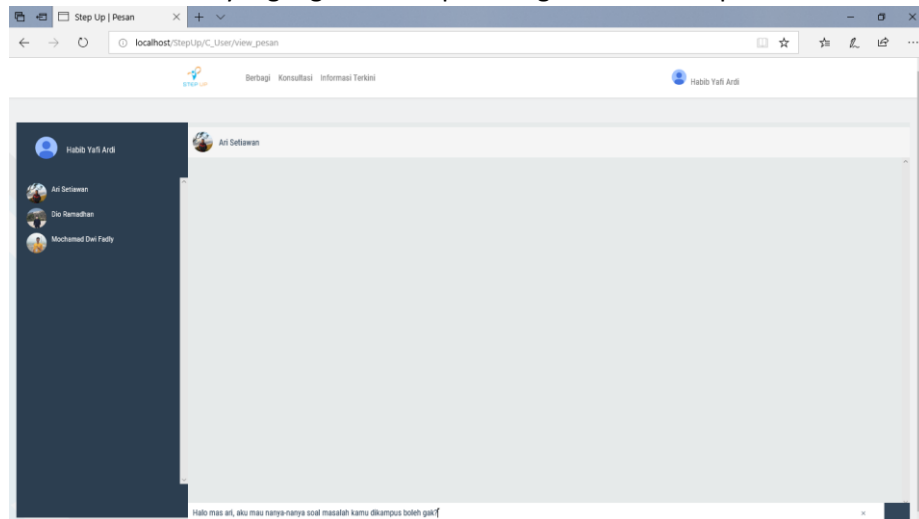 Step Up | Pesan
localhost/StepUp/C_User/view_pesan
STEP UP
Berbagi Konsultasi Informasi Terkini
Habib Yafi Ardi
Habib Yafi Ardi
Ari Setiawan
Ari Setiawan
Dio Ramadhan
Mochamad Dwi Fadly
Halo mas ari, aku mau nanya-nanya soal masalah kamu dikampus boleh gak?